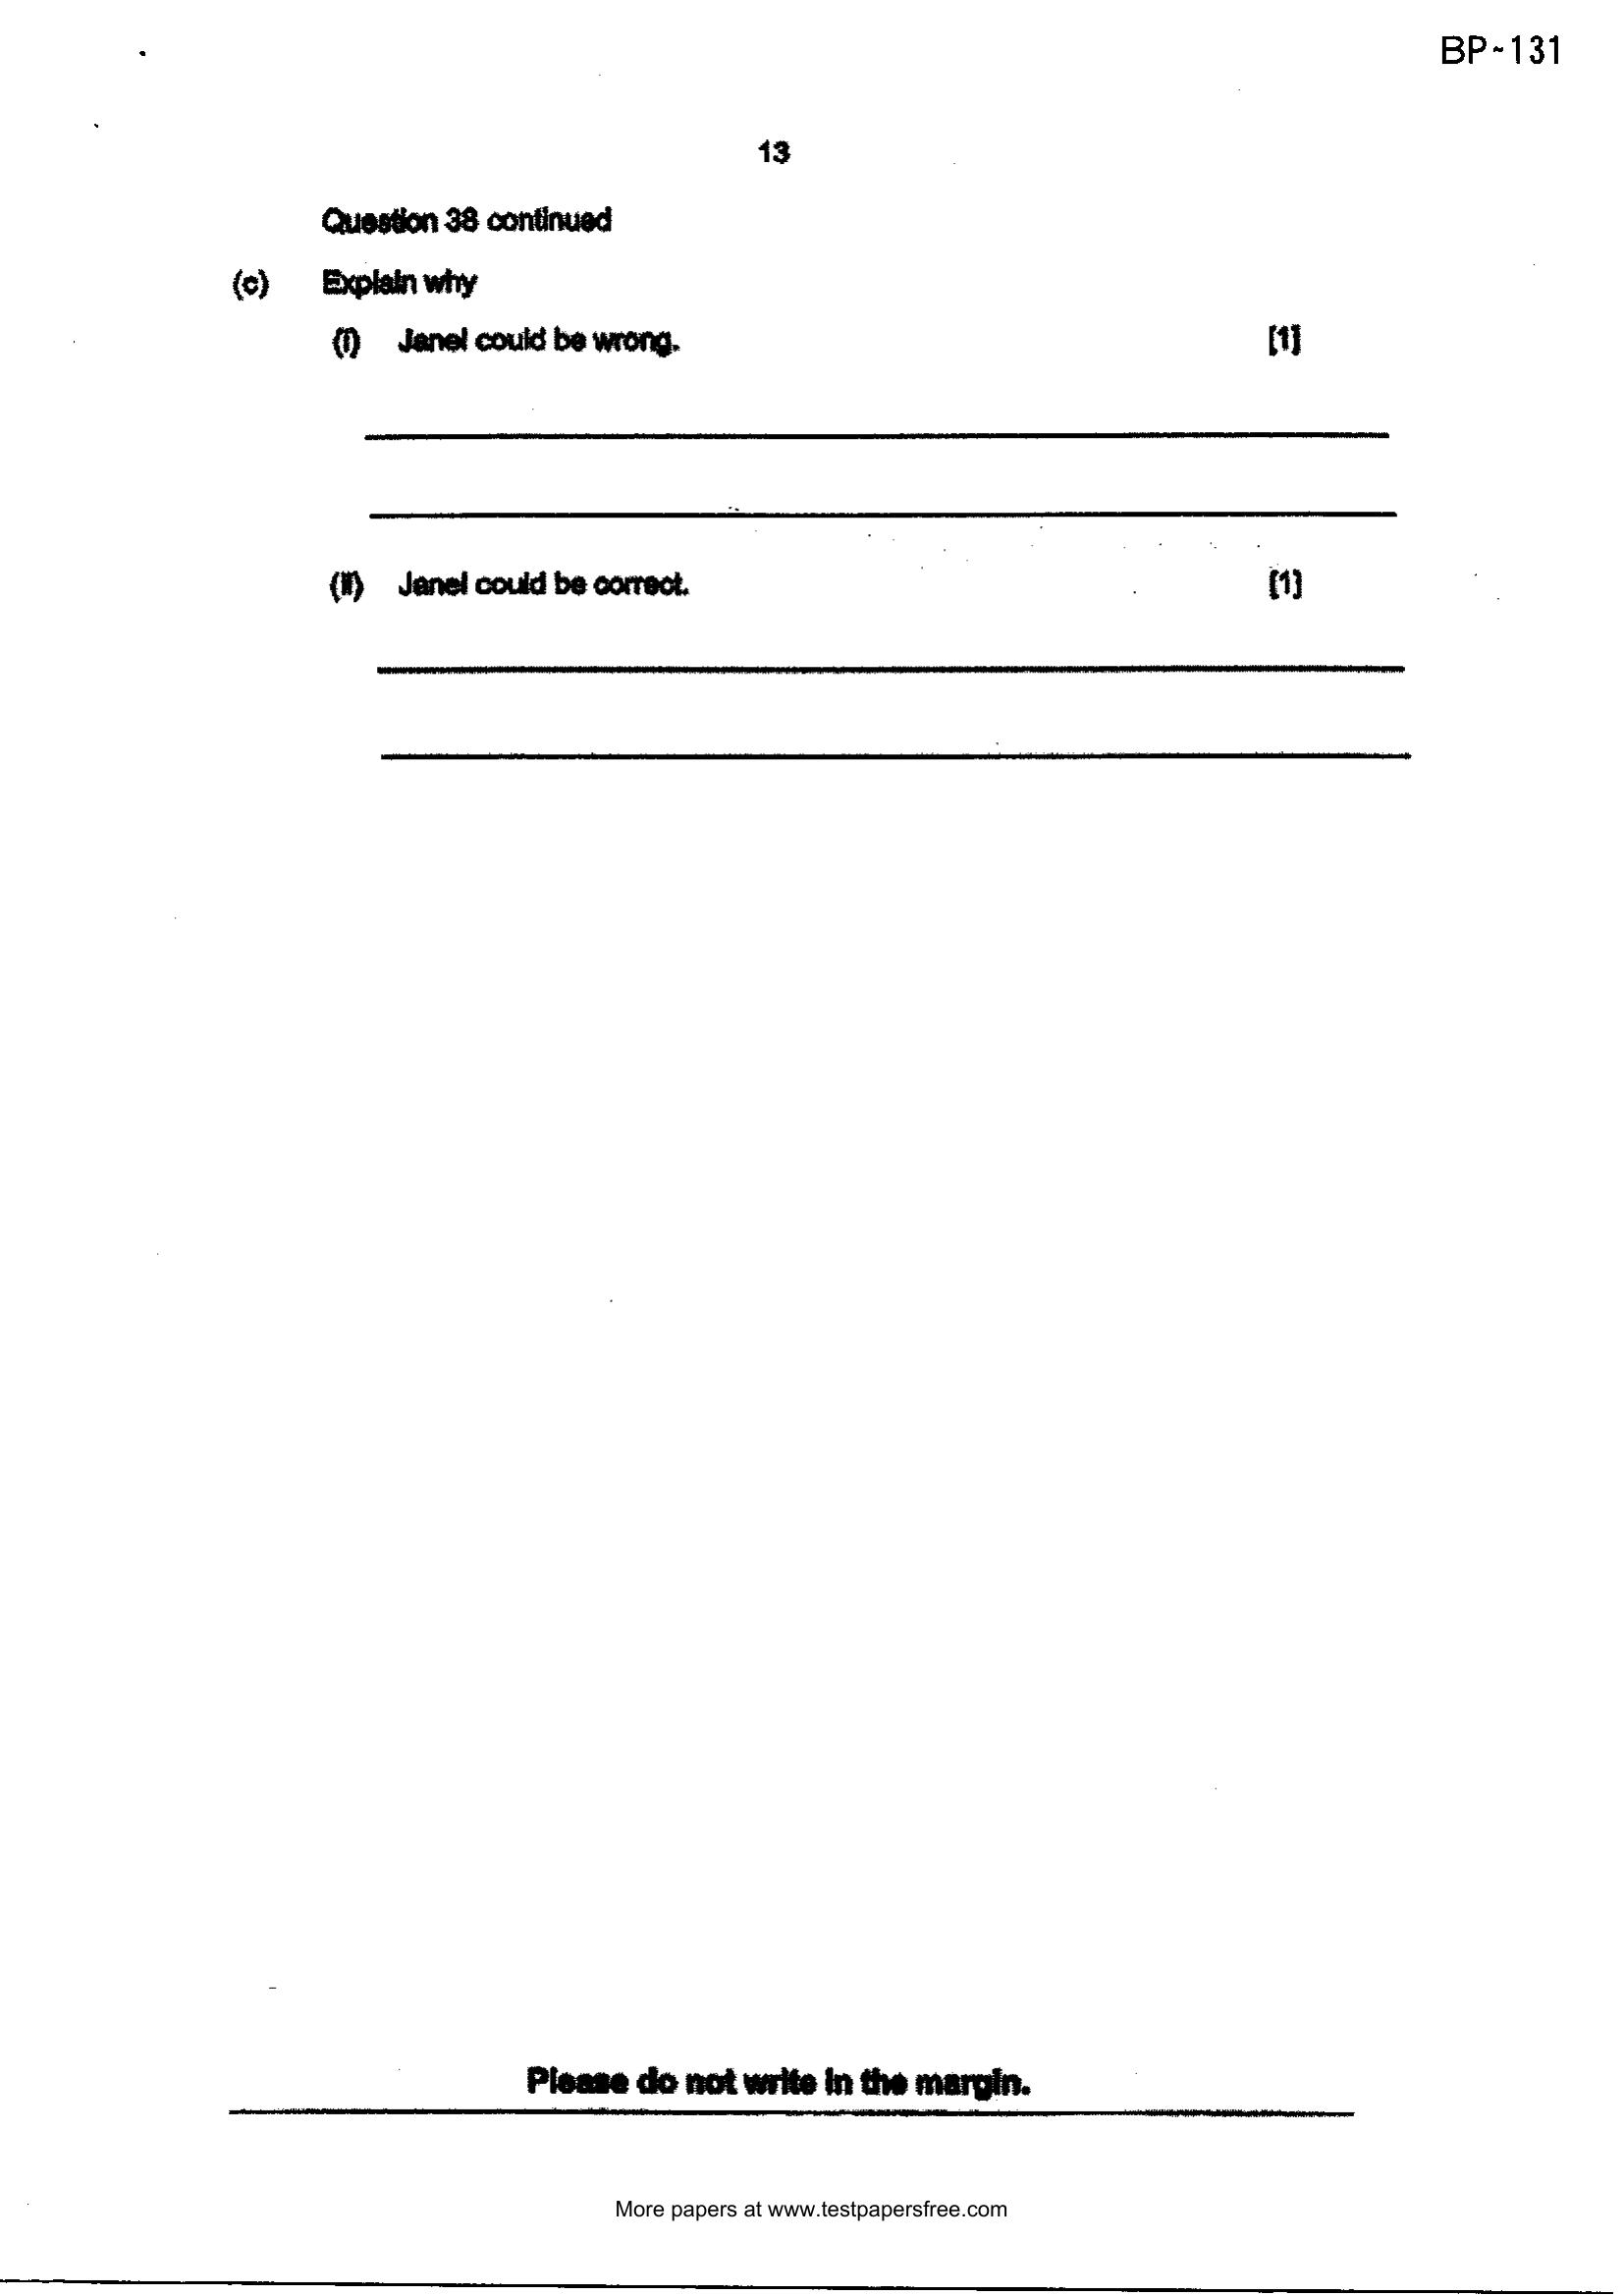 BP-131
13
Question 38 continued
(c) Explain why
(i) Janel could be wrong. [1]
(ii) Janel could be correct. [1]
Please do not write in the margin.
More papers at www.testpapersfree.com